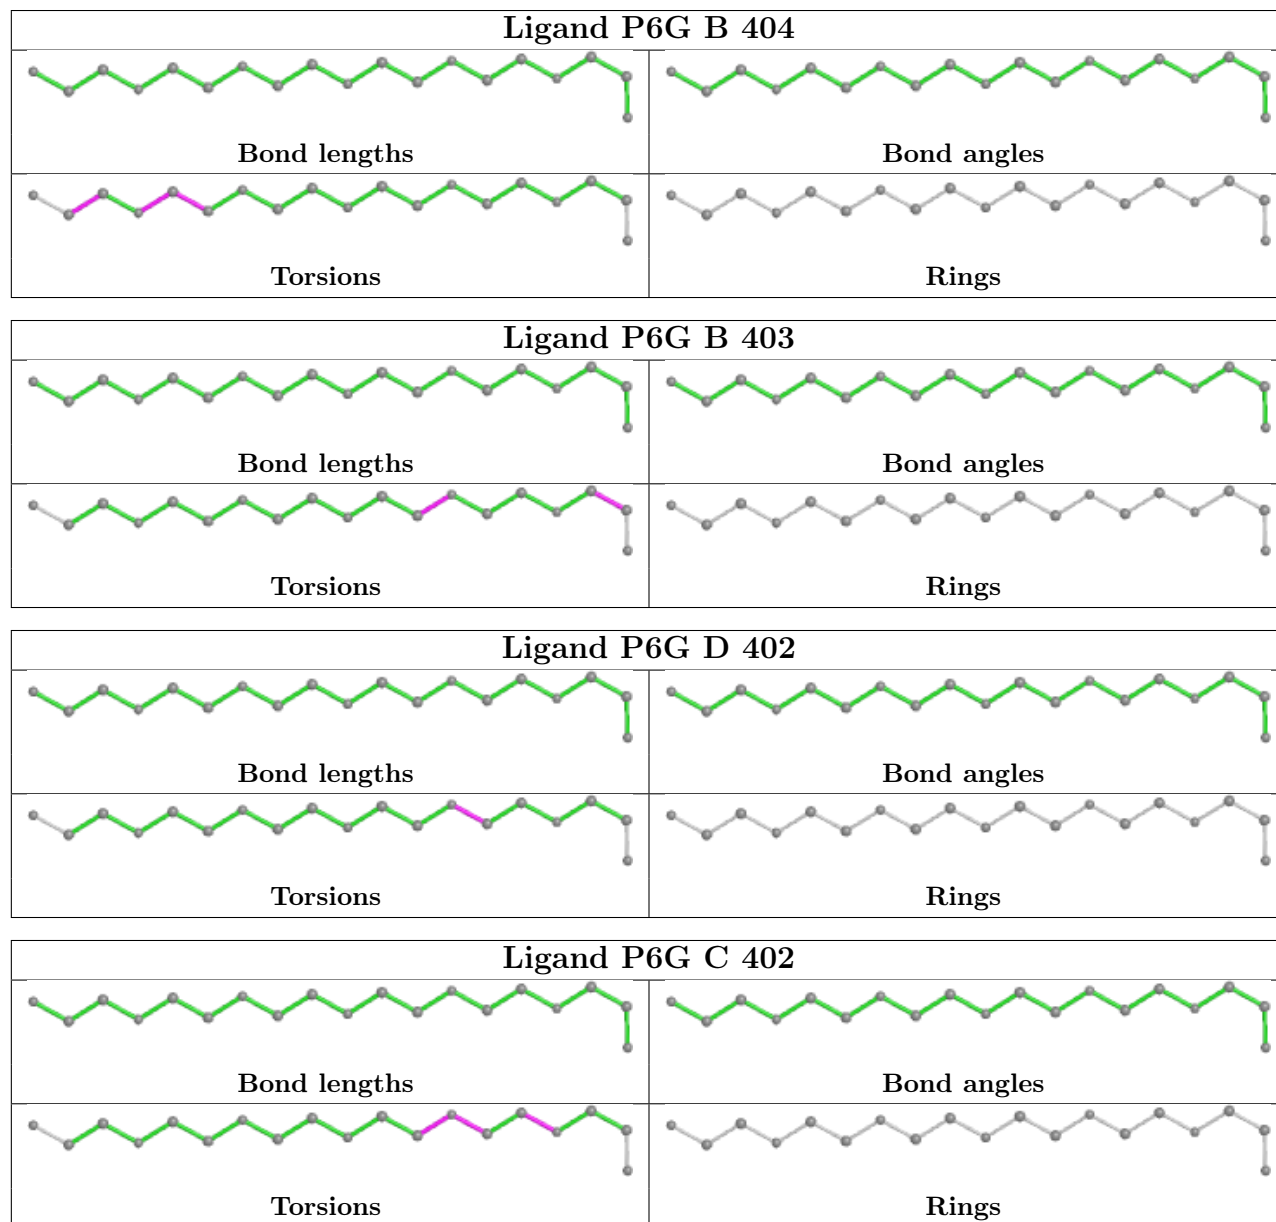 Ligand P6G B 404
Bond lengths Bond angles
Torsions Rings
Ligand P6G B 403
Bond lengths Bond angles
Torsions Rings
Ligand P6G D 402
Bond lengths Bond angles
Torsions Rings
Ligand P6G C 402
Bond lengths Bond angles
Torsions Rings